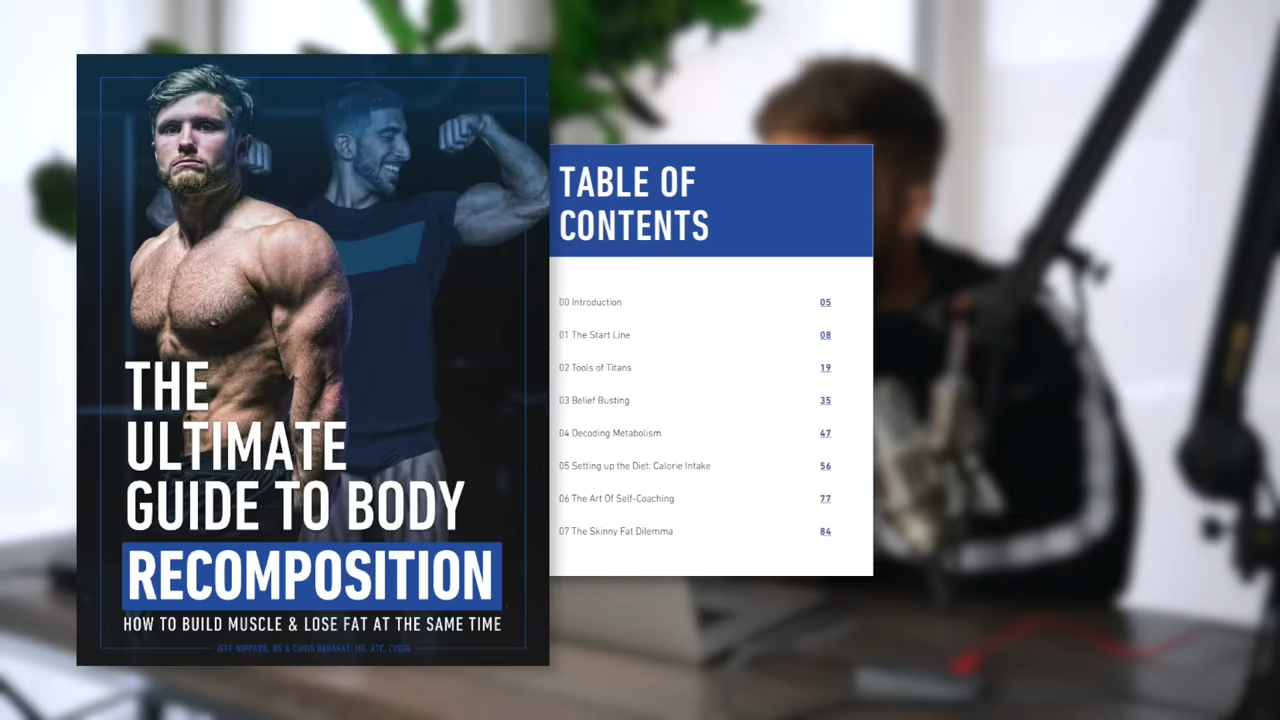 THE
ULTIMATE
GUIDE TO BODY
RECOMPOSITION
HOW TO BUILD MUSCLE & LOSE FAT AT THE SAME TIME
JEFF NIPPARD, BS & CHRIS BARAKAT, MS, ATC, CISSN
TABLE OF
CONTENTS
00 Introduction 05
01 The Start Line 08
02 Tools of Titans 19
03 Belief Busting 35
04 Decoding Metabolism 47
05 Setting up the Diet: Calorie Intake 56
06 The Art Of Self-Coaching 77
07 The Skinny Fat Dilemma 84